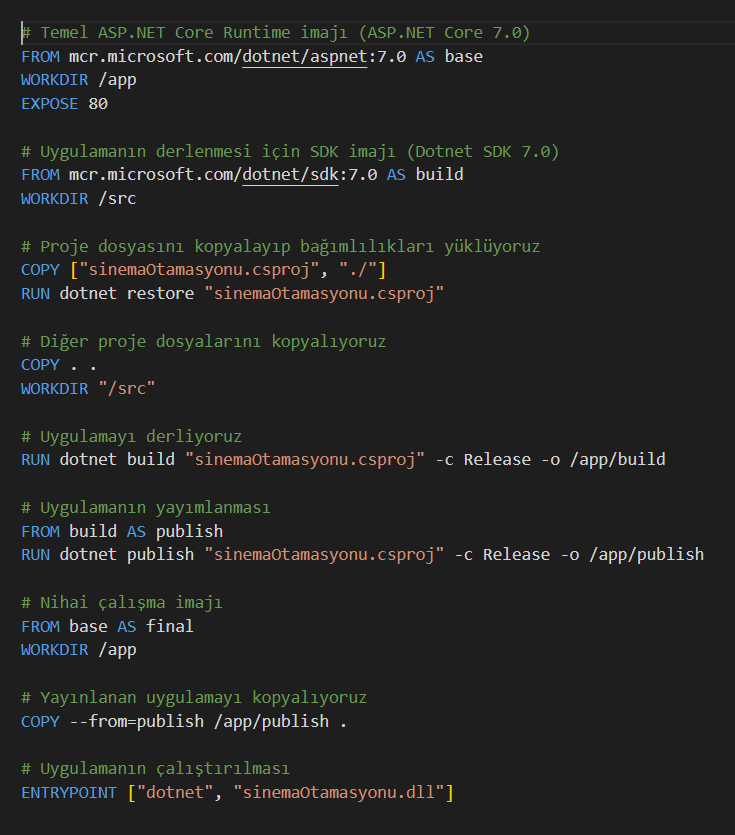 # Temel ASP.NET Core Runtime imajı (ASP.NET Core 7.0)
FROM mcr.microsoft.com/dotnet/aspnet:7.0 AS base
WORKDIR /app
EXPOSE 80
# Uygulamanın derlenmesi için SDK imajı (Dotnet SDK 7.0)
FROM mcr.microsoft.com/dotnet/sdk:7.0 AS build
WORKDIR /src
# Proje dosyasını kopyalayıp bağımlılıkları yüklüyoruz
COPY ["sinemaOtamasyonu.csproj", "./"]
RUN dotnet restore "sinemaOtamasyonu.csproj"
# Diğer proje dosyalarını kopyalıyoruz
COPY . .
WORKDIR "/src"
# Uygulamayı derliyoruz
RUN dotnet build "sinemaOtamasyonu.csproj" -c Release -o /app/build
# Uygulamanın yayımlanması
FROM build AS publish
RUN dotnet publish "sinemaOtamasyonu.csproj" -c Release -o /app/publish
# Nihai çalışma imajı
FROM base AS final
WORKDIR /app
# Yayınlanan uygulamayı kopyalıyoruz
COPY --from=publish /app/publish .
# Uygulamanın çalıştırılması
ENTRYPOINT ["dotnet", "sinemaOtamasyonu.dll"]